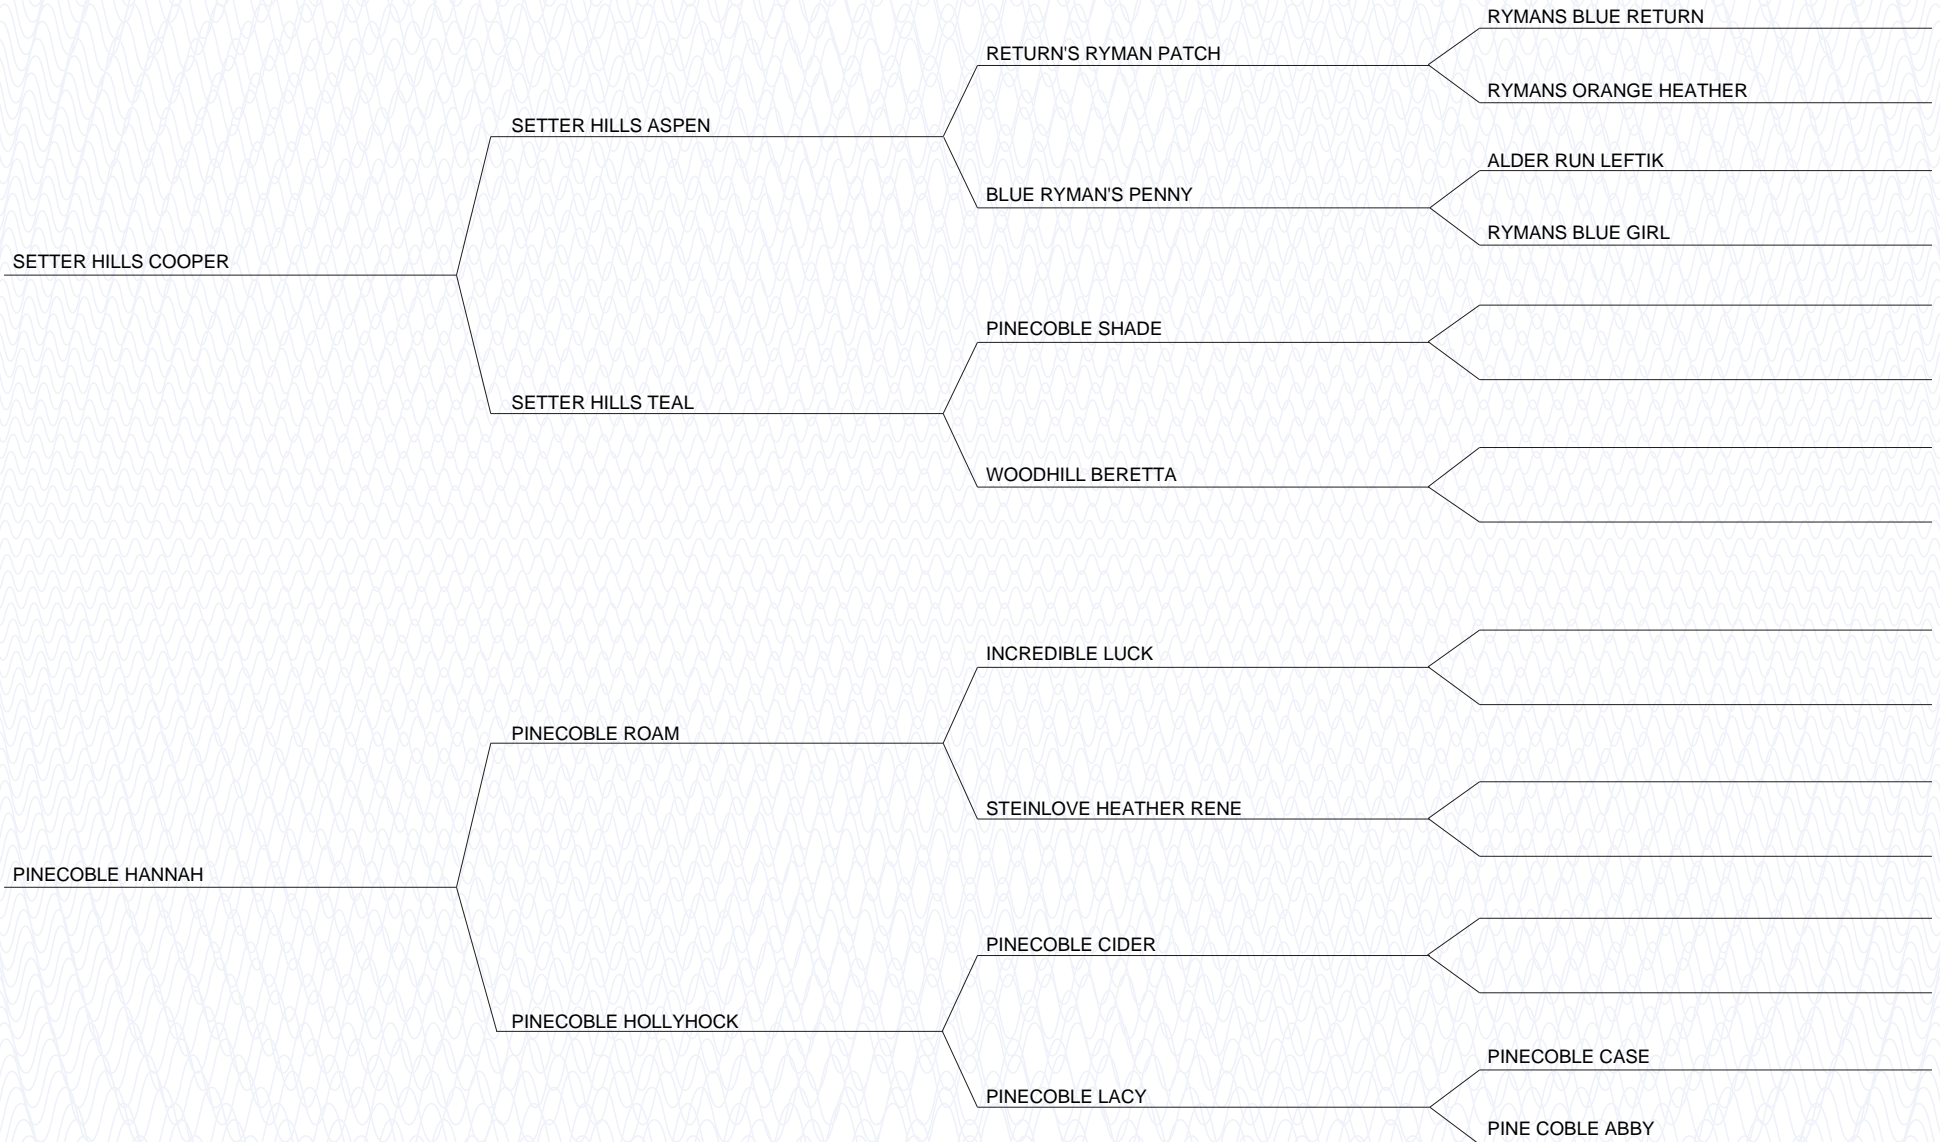 RYMANS BLUE RETURN
RETURN'S RYMAN PATCH
RYMANS ORANGE HEATHER
SETTER HILLS ASPEN
ALDER RUN LEFTIK
BLUE RYMAN'S PENNY
RYMANS BLUE GIRL
SETTER HILLS COOPER
PINECOBLE SHADE
SETTER HILLS TEAL
WOODHILL BERETTA
INCREDIBLE LUCK
PINECOBLE ROAM
STEINLOVE HEATHER RENE
PINECOBLE HANNAH
PINECOBLE CIDER
PINECOBLE HOLLYHOCK
PINECOBLE CASE
PINECOBLE LACY
PINE COBLE ABBY